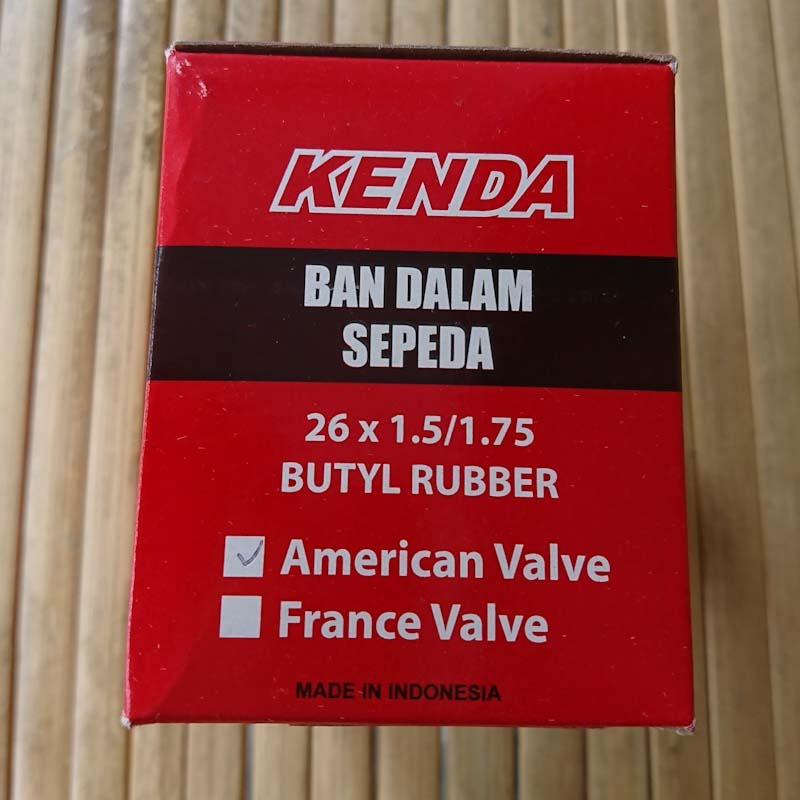 KENDA
BAN DALAM
SEPEDA
26 x 1.5/1.75
BUTYL RUBBER
American Valve
France Valve
MADE IN INDONESIA